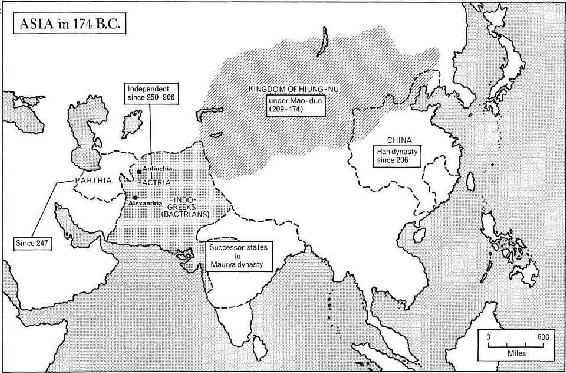 ASIA in 174 B.C.
Independent
since 250-206
KINGDOM OF HIUNG-NU
under Mao-dun
(209-174)
CHINA
Han dynasty
since 206
PARTHIA
Antiochia
BACTRIA
Alexandria
INDO-
GREEKS
(BACTRIANS)
Since 247
Successor states
to
Maurya dynasty
0 600
Miles